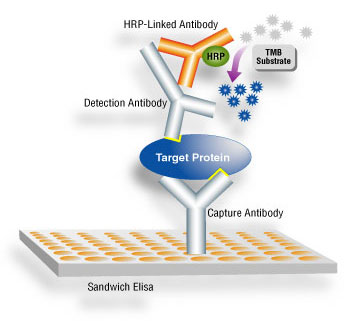 HRP-Linked Antibody
HRP
TMB
Substrate
Detection Antibody
Target Protein
Capture Antibody
Sandwich Elisa